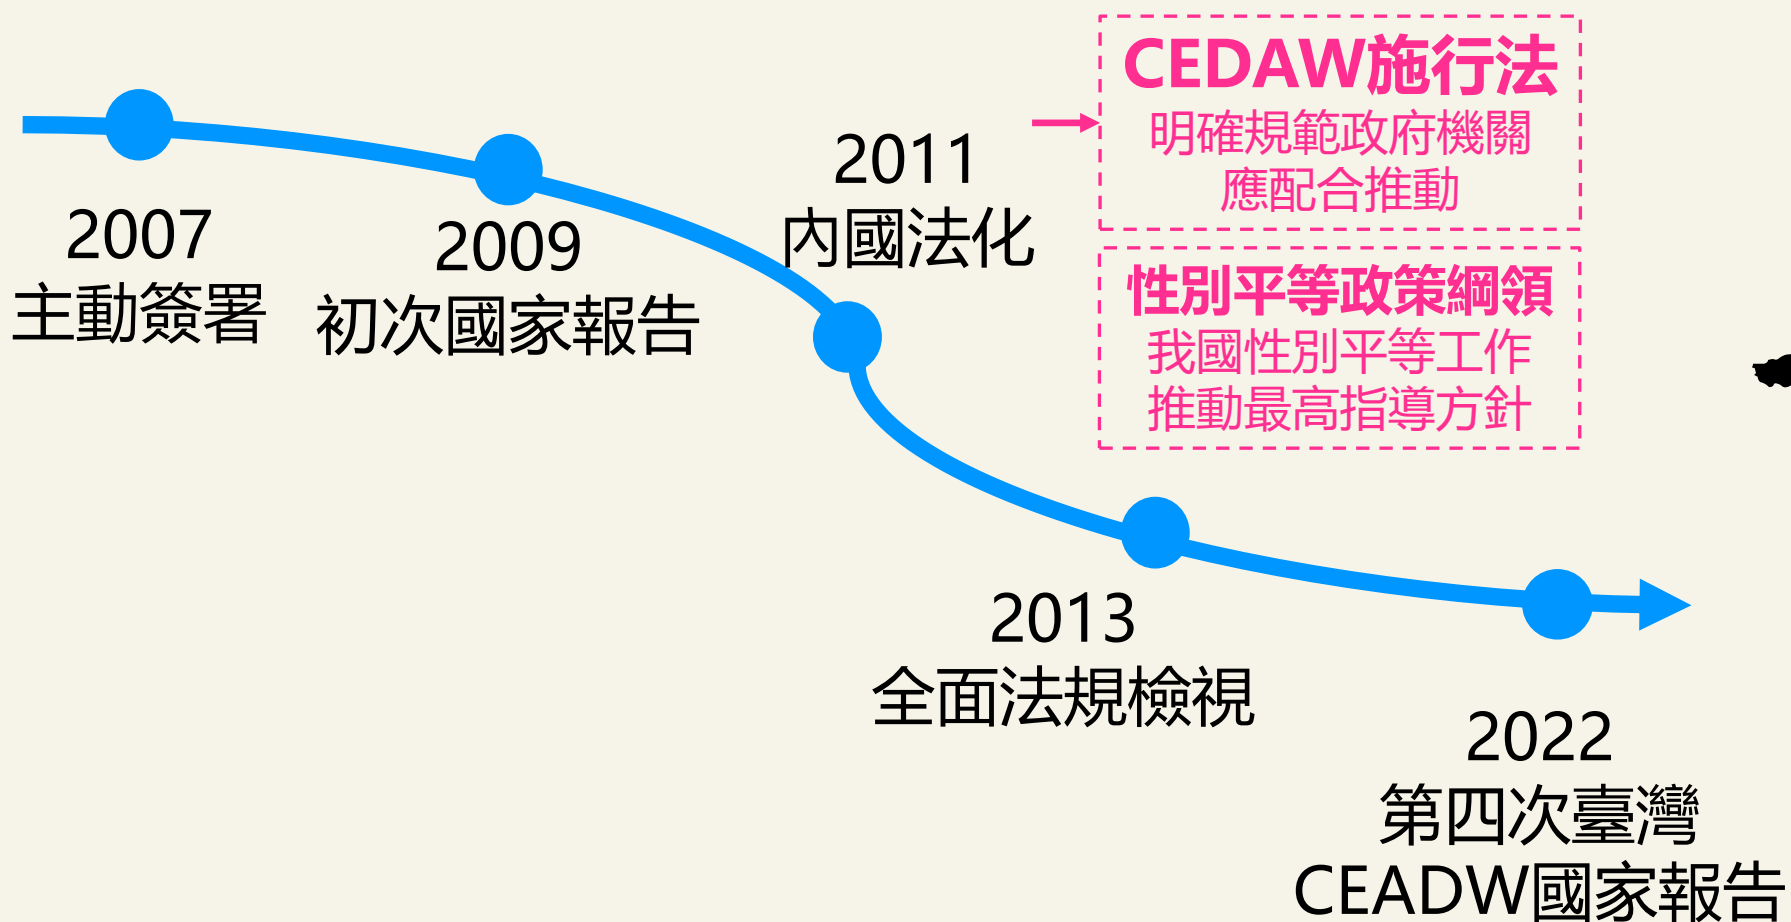 2007
主動簽署
2009
初次國家報告
2011
內國法化
CEDAW施行法
明確規範政府機關
應配合推動
性別平等政策綱領
我國性別平等工作
推動最高指導方針
2013
全面法規檢視
2022
第四次臺灣
CEADW國家報告